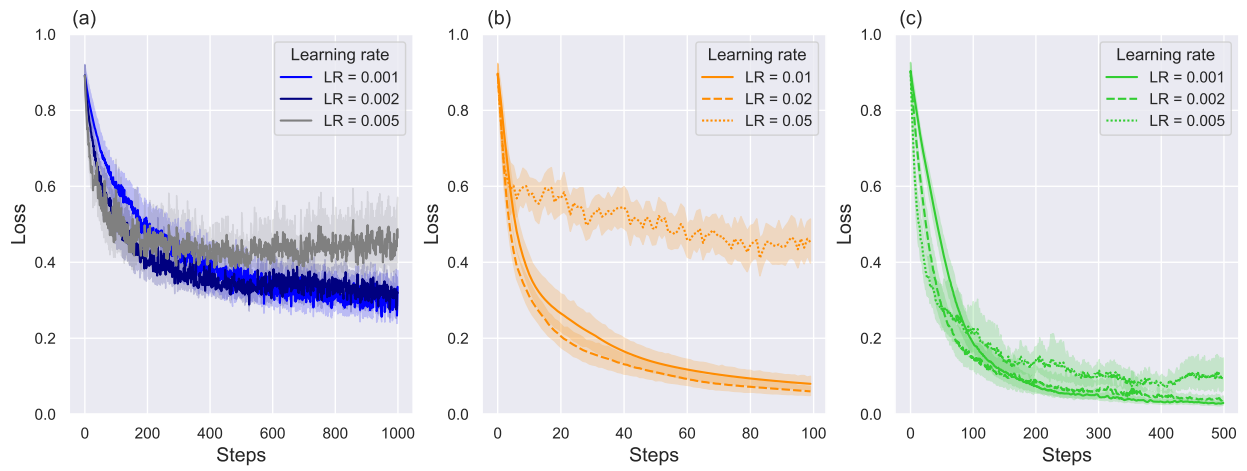 (a)
Loss
1.0
0.8
0.6
0.4
0.2
0.0
Learning rate
LR = 0.001
LR = 0.002
LR = 0.005
0 200 400 600 800 1000
Steps
(b)
Loss
1.0
0.8
0.6
0.4
0.2
0.0
Learning rate
LR = 0.01
LR = 0.02
LR = 0.05
0 20 40 60 80 100
Steps
(c)
Loss
1.0
0.8
0.6
0.4
0.2
0.0
Learning rate
LR = 0.001
LR = 0.002
LR = 0.005
0 100 200 300 400 500
Steps